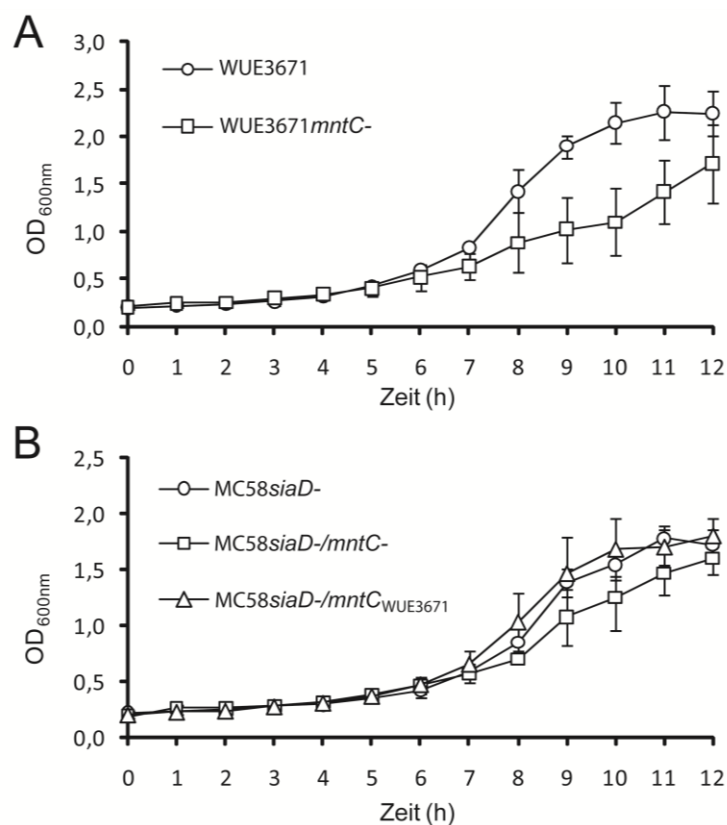 A
3,0
2,5
2,0
1,5
1,0
0,5
0,0
OD600nm
WUE3671
WUE3671mntC-
0 1 2 3 4 5 6 7 8 9 10 11 12
Zeit (h)
B
2,5
2,0
1,5
1,0
0,5
0,0
OD600nm
MC58siaD-
MC58siaD-/mntC-
MC58siaD-/mntCWUE3671
0 1 2 3 4 5 6 7 8 9 10 11 12
Zeit (h)